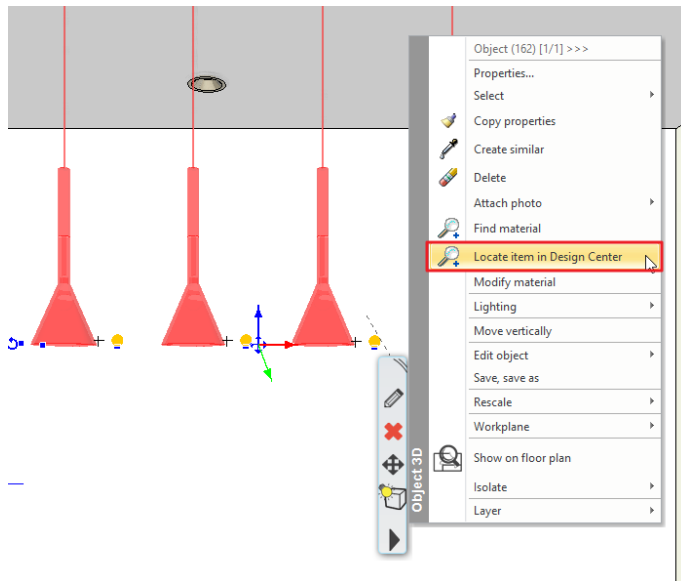 Object (162) [1/1] >>>
Properties...
Select
Copy properties
Create similar
Delete
Attach photo
Find material
Locate item in Design Center
Modify material
Lighting
Move vertically
Edit object
Save, save as
Rescale
Workplane
Show on floor plan
Isolate
Layer
Object 3D